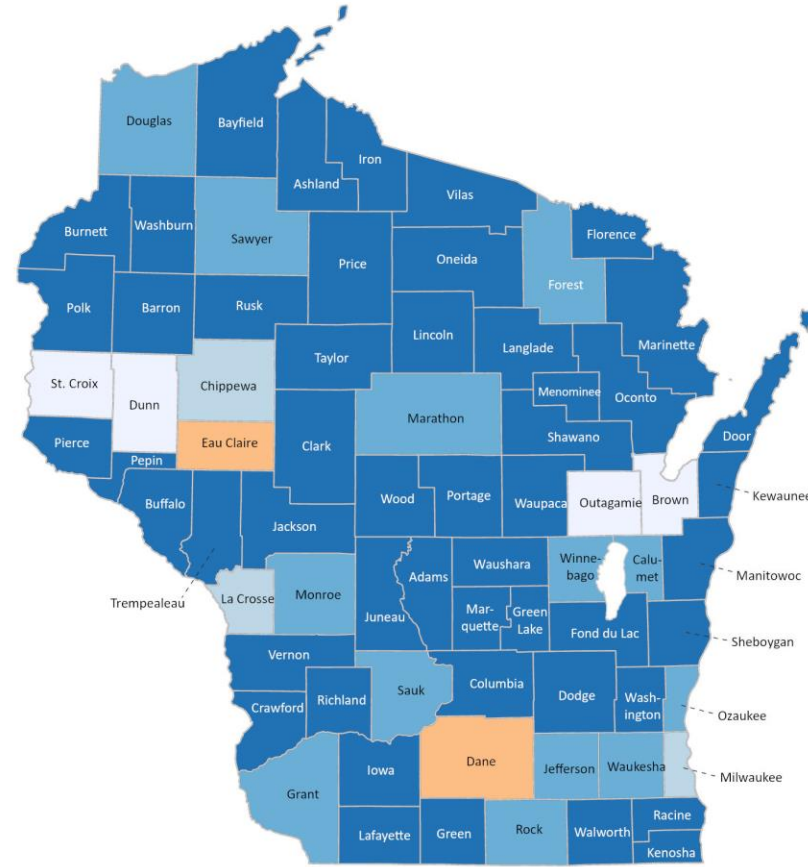 Douglas
Bayfield
Iron
Ashland
Vilas
Burnett
Washburn
Sawyer
Florence
Price
Oneida
Forest
Polk
Barron
Rusk
Lincoln
Marinette
Taylor
Langlade
St. Croix
Dunn
Chippewa
Menominee
Oconto
Marathon
Pierce
Eau Claire
Clark
Shawano
Door
Pepin
Buffalo
Wood
Portage
Waupaca
Outagamie
Brown
Kewaunee
Jackson
Waushara
Winne-
bago
Calu-
met
Manitowoc
Trempealeau
La Crosse
Monroe
Juneau
Adams
Mar-
quette
Green
Lake
Fond du Lac
Sheboygan
Vernon
Sauk
Columbia
Dodge
Wash-
ington
Ozaukee
Crawford
Richland
Dane
Jefferson
Waukesha
Milwaukee
Iowa
Grant
Lafayette
Green
Rock
Walworth
Racine
Kenosha